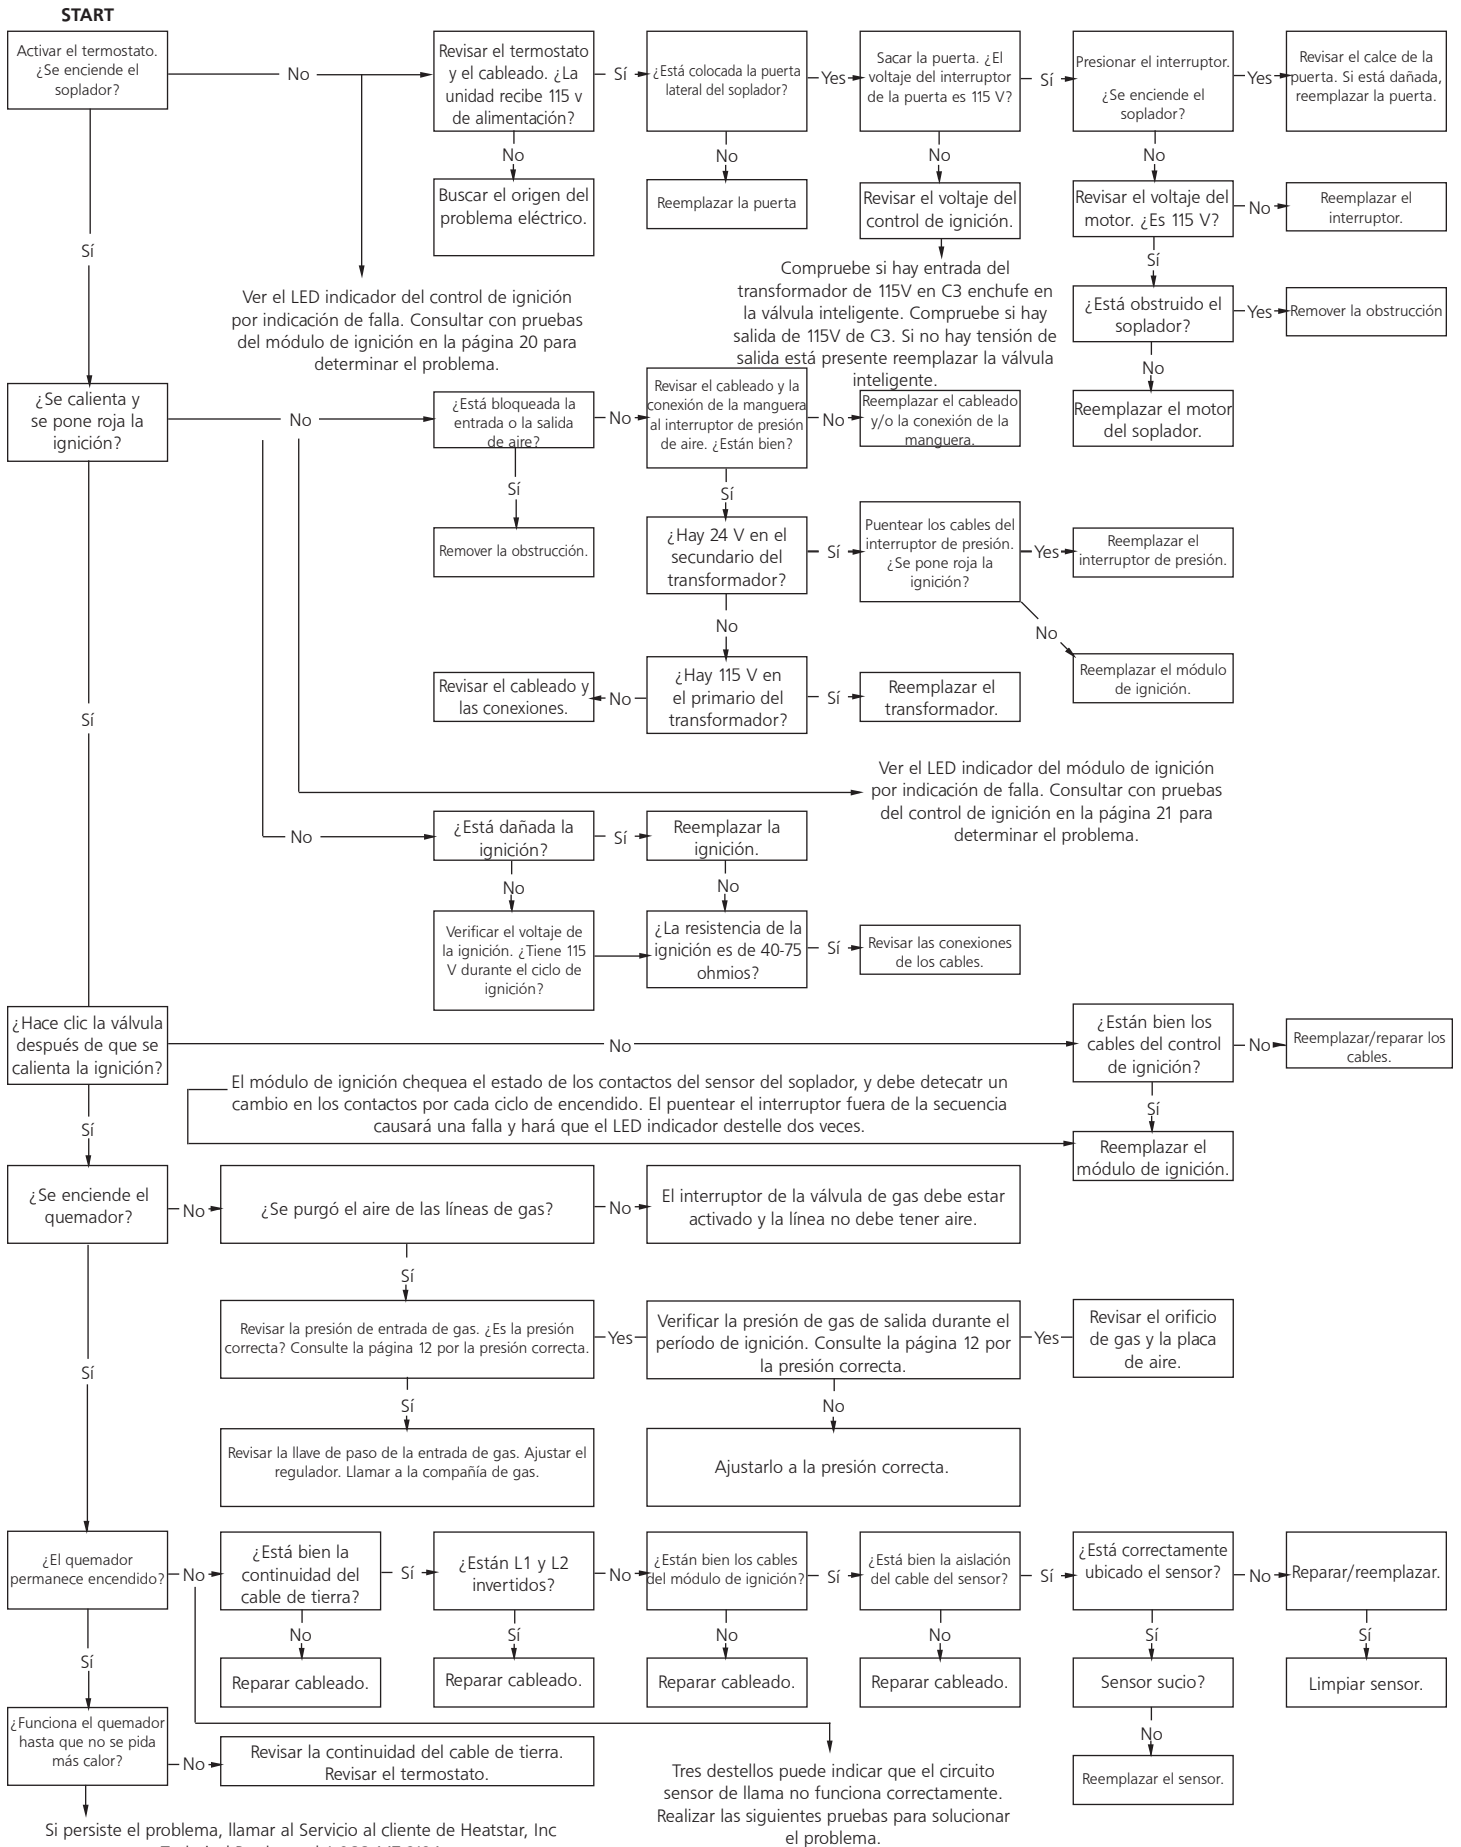 START
Activar el termostato.
¿Se enciende el
soplador?
No
Revisar el termostato
y el cableado. ¿La
unidad recibe 115 v
de alimentación?
Sí
¿Está colocada la puerta
lateral del soplador?
Yes
Sacar la puerta. ¿El
voltaje del interruptor
de la puerta es 115 V?
Sí
Presionar el interruptor.
¿Se enciende el
soplador?
Yes
Revisar el calce de la
puerta. Si está dañada,
reemplazar la puerta.
No
No
No
No
Buscar el origen del
problema eléctrico.
Reemplazar la puerta
Revisar el voltaje del
control de ignición.
Revisar el voltaje del
motor. ¿Es 115 V?
No
Reemplazar el
interruptor.
Sí
Sí
Ver el LED indicador del control de ignición
por indicación de falla. Consultar con pruebas
del módulo de ignición en la página 20 para
determinar el problema.
Compruebe si hay entrada del
transformador de 115V en C3 enchufe en
la válvula inteligente. Compruebe si hay
salida de 115V de C3. Si no hay tensión de
salida está presente reemplazar la válvula
inteligente.
¿Está obstruido el
soplador?
Yes
Remover la obstrucción
No
Reemplazar el motor
del soplador.
¿Se calienta y
se pone roja la
ignición?
No
¿Está bloqueada la
entrada o la salida
de aire?
No
Revisar el cableado y la
conexión de la manguera
al interruptor de presión
de aire. ¿Están bien?
No
Reemplazar el cableado
y/o la conexión de la
manguera.
Sí
Sí
Remover la obstrucción.
¿Hay 24 V en el
secundario del
transformador?
Sí
Puentear los cables del
interruptor de presión.
¿Se pone roja la
ignición?
Yes
Reemplazar el
interruptor de presión.
No
No
Reemplazar el módulo
de ignición.
Revisar el cableado y
las conexiones.
No
¿Hay 115 V en
el primario del
transformador?
Sí
Reemplazar el
transformador.
Sí
Ver el LED indicador del módulo de ignición
por indicación de falla. Consultar con pruebas
del control de ignición en la página 21 para
determinar el problema.
No
¿Está dañada la
ignición?
Sí
Reemplazar la
ignición.
No
No
Verificar el voltaje de
la ignición. ¿Tiene 115
V durante el ciclo de
ignición?
¿La resistencia de la
ignición es de 40-75
ohmios?
Sí
Revisar las conexiones
de los cables.
¿Hace clic la válvula
después de que se
calienta la ignición?
No
¿Están bien los
cables del control
de ignición?
No
Reemplazar/reparar los
cables.
El módulo de ignición chequea el estado de los contactos del sensor del soplador, y debe detecatr un
cambio en los contactos por cada ciclo de encendido. El puentear el interruptor fuera de la secuencia
causará una falla y hará que el LED indicador destelle dos veces.
Sí
Sí
Reemplazar el
módulo de ignición.
¿Se enciende el
quemador?
No
¿Se purgó el aire de las líneas de gas?
No
El interruptor de la válvula de gas debe estar
activado y la línea no debe tener aire.
Sí
Revisar la presión de entrada de gas. ¿Es la presión
correcta? Consulte la página 12 por la presión correcta.
Yes
Verificar la presión de gas de salida durante el
período de ignición. Consulte la página 12 por
la presión correcta.
Yes
Revisar el orificio
de gas y la placa
de aire.
Sí
Sí
No
Revisar la llave de paso de la entrada de gas. Ajustar el
regulador. Llamar a la compañía de gas.
Ajustarlo a la presión correcta.
¿El quemador
permanece encendido?
No
¿Está bien la
continuidad del
cable de tierra?
Sí
¿Están L1 y L2
invertidos?
No
¿Están bien los cables
del módulo de ignición?
Sí
¿Está bien la aislación
del cable del sensor?
Sí
¿Está correctamente
ubicado el sensor?
No
Reparar/reemplazar.
No
Sí
No
No
Sí
Sí
Sí
Reparar cableado.
Reparar cableado.
Reparar cableado.
Reparar cableado.
Sensor sucio?
Limpiar sensor.
¿Funciona el quemador
hasta que no se pida
más calor?
No
Revisar la continuidad del cable de tierra.
Revisar el termostato.
No
Tres destellos puede indicar que el circuito
sensor de llama no funciona correctamente.
Realizar las siguientes pruebas para solucionar
el problema.
Reemplazar el sensor.
Si persiste el problema, llamar al Servicio al cliente de Heatstar, Inc